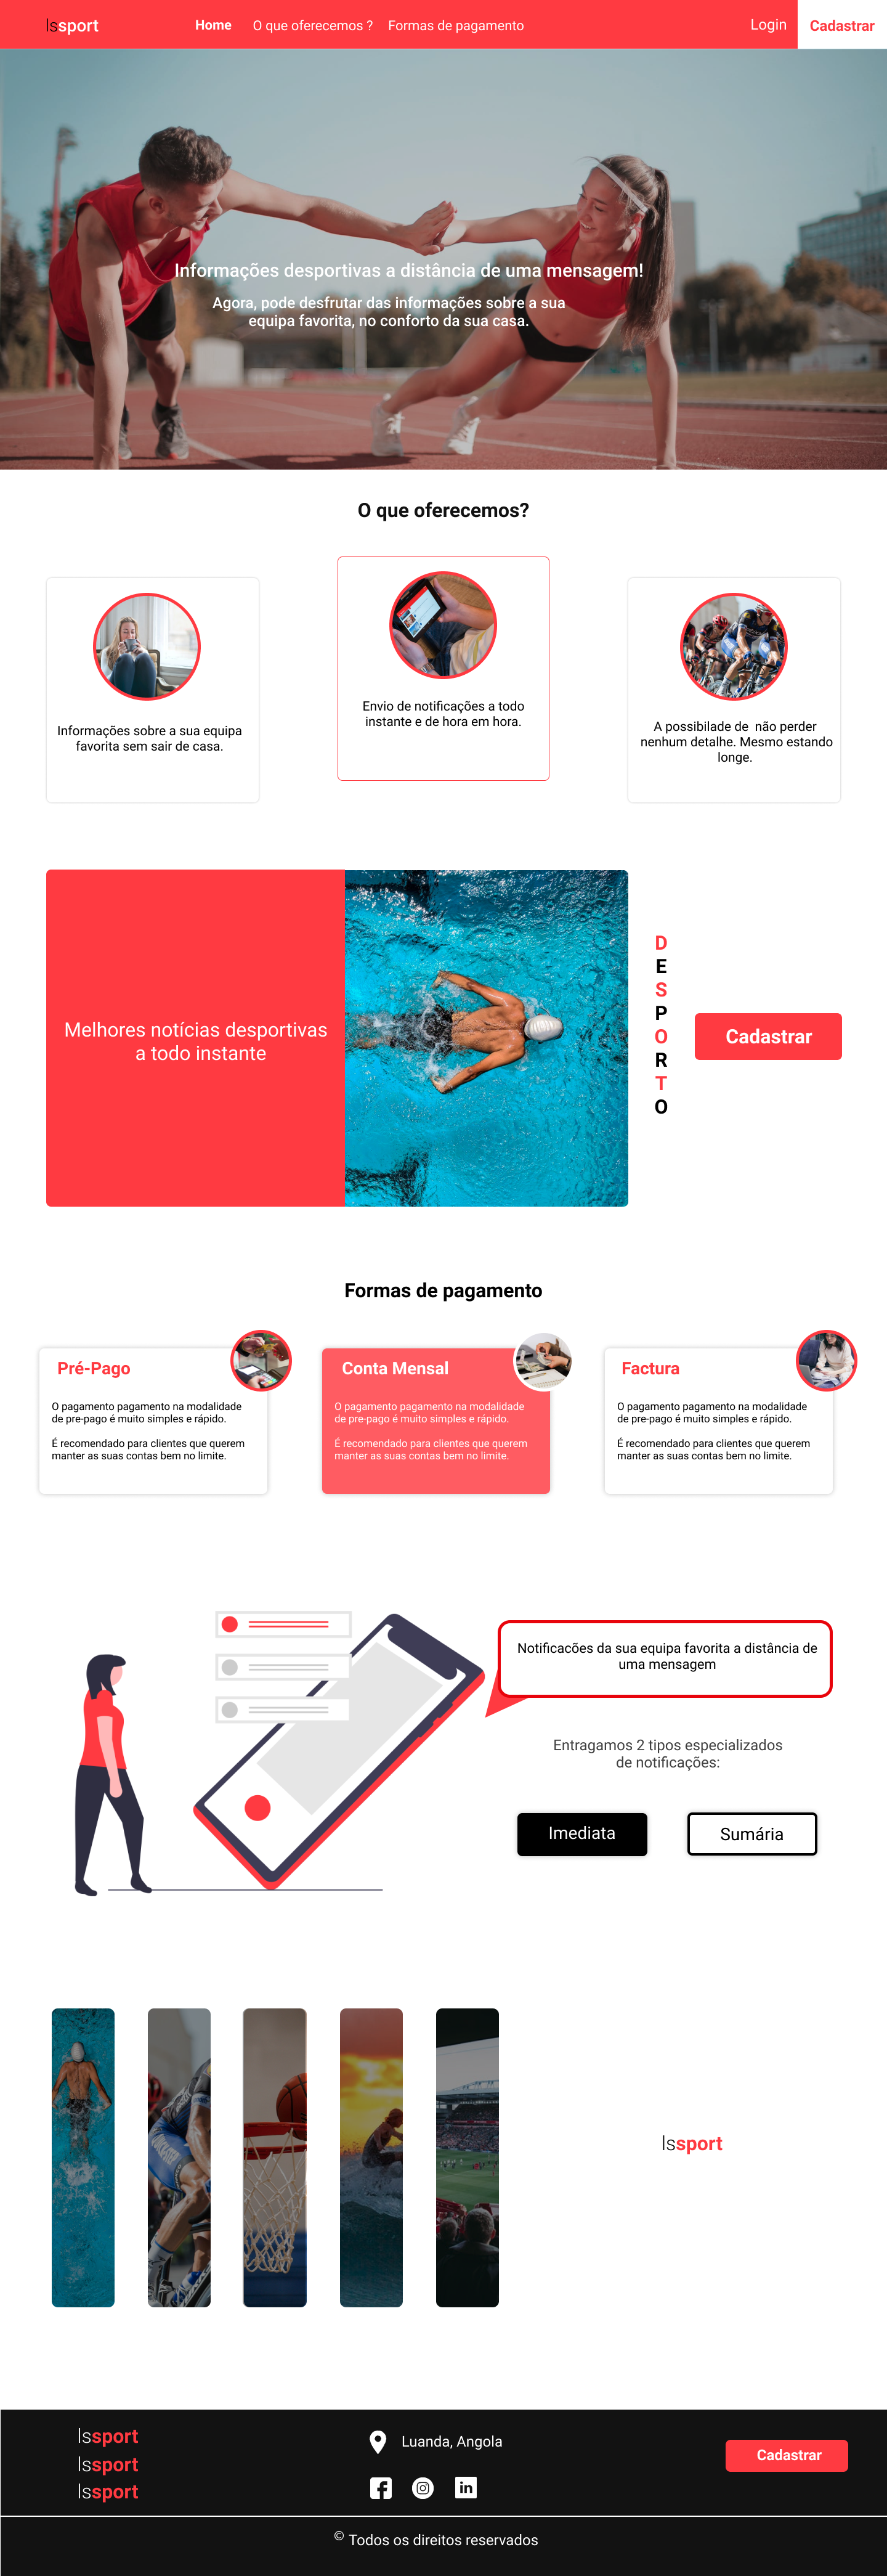 lssport
Home
O que oferecemos ?
Formas de pagamento
Login
Cadastrar
Informações desportivas a distância de uma mensagem!
Agora, pode desfrutar das informações sobre a sua
equipa favorita, no conforto da sua casa.
O que oferecemos?
Informações sobre a sua equipa
favorita sem sair de casa.
Envio de notificações a todo
instante e de hora em hora.
A possibilade de  não perder
nenhum detalhe. Mesmo estando
longe.
Melhores notícias desportivas
a todo instante
D
E
S
P
O
R
T
O
Cadastrar
Formas de pagamento
Pré-Pago
O pagamento pagamento na modalidade
de pre-pago é muito simples e rápido.
É recomendado para clientes que querem
manter as suas contas bem no limite.
Conta Mensal
O pagamento pagamento na modalidade
de pre-pago é muito simples e rápido.
É recomendado para clientes que querem
manter as suas contas bem no limite.
Factura
O pagamento pagamento na modalidade
de pre-pago é muito simples e rápido.
É recomendado para clientes que querem
manter as suas contas bem no limite.
Notificacões da sua equipa favorita a distância de
uma mensagem
Entragamos 2 tipos especializados
de notificações:
Imediata
Sumária
lssport
lssport
lssport
lssport
Luanda, Angola
Cadastrar
© Todos os direitos reservados